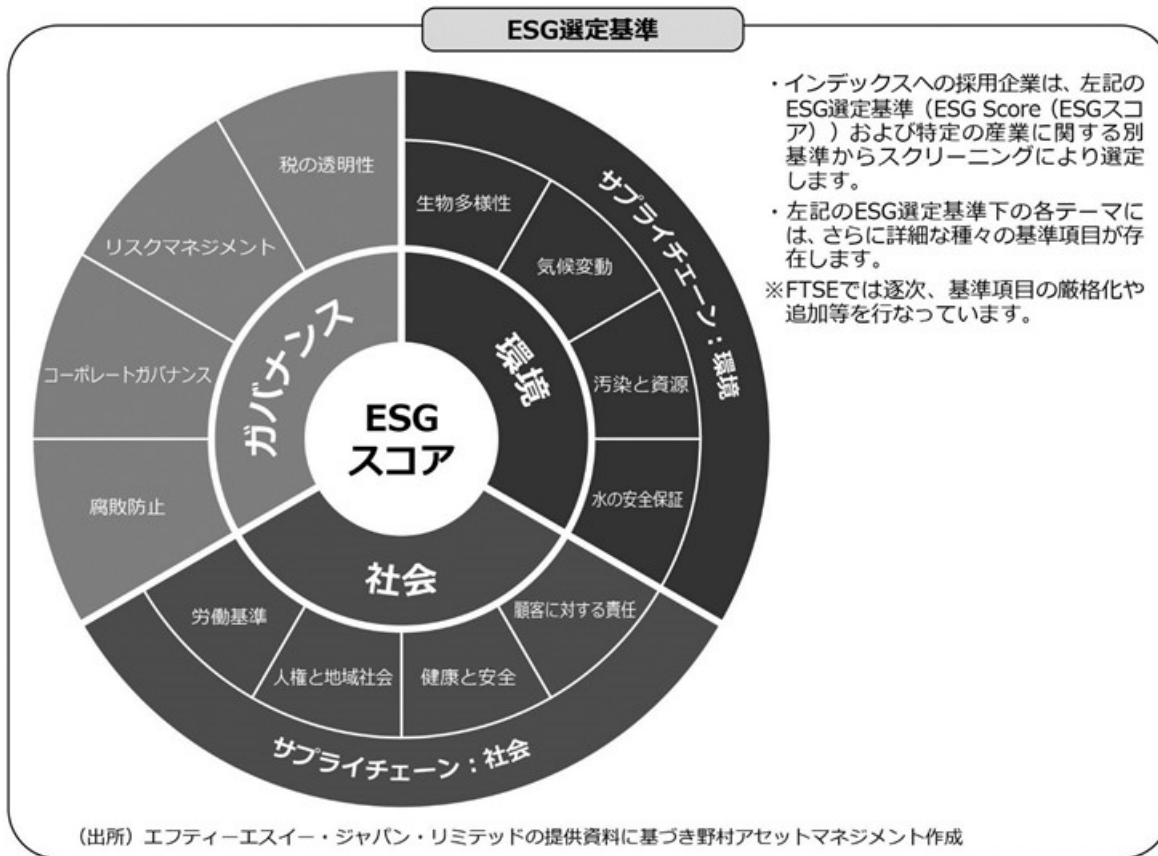 ESG選定基準
・インデックスへの採用企業は、左記の
ESG選定基準（ESG Score（ESGスコ
ア））および特定の産業に関する別
基準からスクリーニングにより選定
します。
・左記のESG選定基準下の各テーマに
は、さらに詳細な種々の基準項目が存
在します。
※FTSEでは逐次、基準項目の厳格化や
追加等を行なっています。
ESG
スコア
環境
生物多様性
気候変動
汚染と資源
水の安全保証
サプライチェーン：環境
社会
顧客に対する責任
健康と安全
人権と地域社会
労働基準
サプライチェーン：社会
ガバナンス
腐敗防止
コーポレートガバナンス
リスクマネジメント
税の透明性
（出所）エフティーエスイー・ジャパン・リミテッドの提供資料に基づき野村アセットマネジメント作成